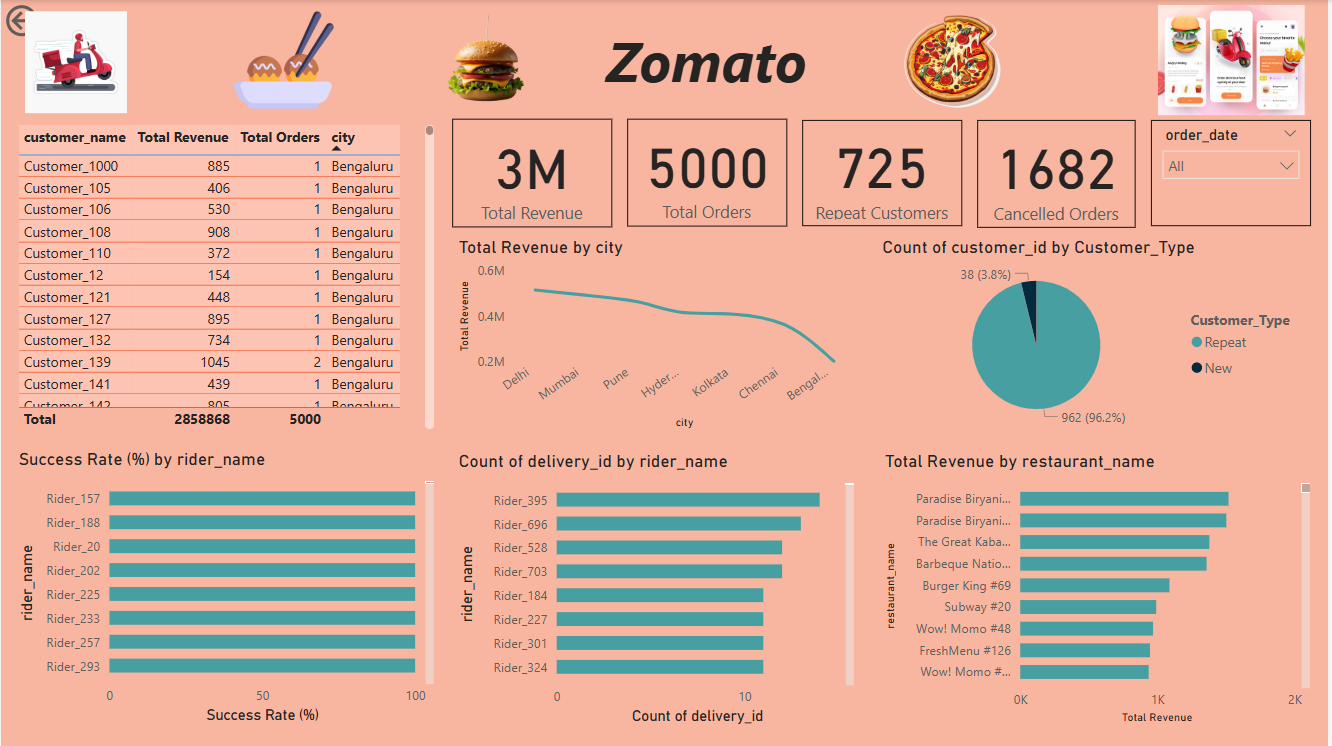 Zomato
customer_name Total Revenue Total Orders city
Customer_1000 885 1 Bengaluru
Customer_105 406 1 Bengaluru
Customer_106 530 1 Bengaluru
Customer_108 908 1 Bengaluru
Customer_110 372 1 Bengaluru
Customer_12 154 1 Bengaluru
Customer_121 448 1 Bengaluru
Customer_127 895 1 Bengaluru
Customer_132 734 1 Bengaluru
Customer_139 1045 2 Bengaluru
Customer_141 439 1 Bengaluru
Customer_142 805 1 Bengaluru
Total 2858868 5000
3M
Total Revenue
5000
Total Orders
725
Repeat Customers
1682
Cancelled Orders
order_date
All
Total Revenue by city
Total Revenue
0.6M
0.4M
0.2M
Delhi Mumbai Pune Hyder... Kolkata Chennai Bengal...
city
Count of customer_id by Customer_Type
38 (3.8%)
962 (96.2%)
Customer_Type
Repeat
New
Success Rate (%) by rider_name
rider_name
Rider_157
Rider_188
Rider_20
Rider_202
Rider_225
Rider_233
Rider_257
Rider_293
0 50 100
Success Rate (%)
Count of delivery_id by rider_name
rider_name
Rider_395
Rider_696
Rider_528
Rider_703
Rider_184
Rider_227
Rider_301
Rider_324
0 10
Count of delivery_id
Total Revenue by restaurant_name
restaurant_name
Paradise Biryani...
Paradise Biryani...
The Great Kaba...
Barbeque Natio...
Burger King #69
Subway #20
Wow! Momo #48
FreshMenu #126
Wow! Momo #...
0K 1K 2K
Total Revenue